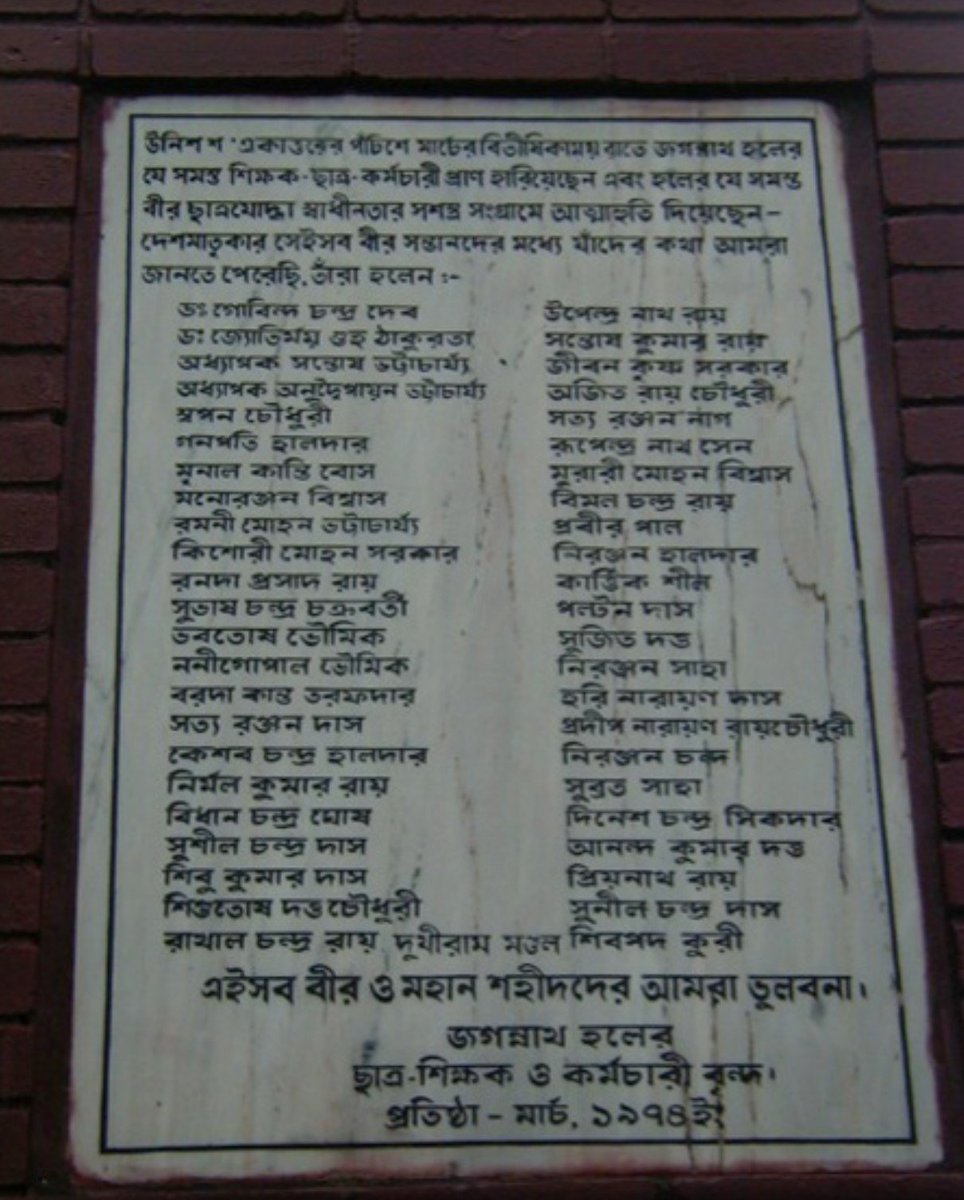 উনিশ শ' একাত্তরের পঁচিশে মার্চের বিভীষিকাময় রাতে জগন্নাথ হলের
যে সমস্ত শিক্ষক-ছাত্র-কর্মচারী প্রাণ হারিয়েছেন এবং হলের যে সমস্ত
বীর ছাত্রযোদ্ধা স্বাধীনতার সশস্ত্র সংগ্রামে আত্মাহুতি দিয়েছেন—
দেশমাতৃকার সেইসব বীর সন্তানদের মধ্যে যাঁদের কথা আমরা
জানতে পেরেছি, তাঁরা হলেন :-
ডঃ গোবিন্দ চন্দ্র দেব
ডঃ জ্যোতির্ময় গুহ ঠাকুরতা
অধ্যাপক সন্তোষ ভট্টাচার্য্য
অধ্যাপক অনুদ্বৈপায়ন ভট্টাচার্য্য
স্বপন চৌধুরী
গনপতি হালদার
মৃনাল কান্তি বোস
মনোরঞ্জন বিশ্বাস
রমনী মোহন ভট্টাচার্য্য
কিশোরী মোহন সরকার
রনদা প্রসাদ রায়
সুভাষ চন্দ্র চক্রবর্তী
ভবতোষ ভৌমিক
ননীগোপাল ভৌমিক
বরদা কান্ত তরফদার
সত্য রঞ্জন দাস
কেশব চন্দ্র হালদার
নির্মল কুমার রায়
বিধান চন্দ্র ঘোষ
সুশীল চন্দ্র দাস
শিবু কুমার দাস
শিততোষ দত্তচৌধুরী
রাখাল চন্দ্র রায় দুখীরাম মণ্ডল শিবপদ কুরী
উপেন্দ্র নাথ রায়
সন্তোষ কুমার রায়
জীবন কৃষ্ণ সরকার
অজিত রায় চৌধুরী
সত্য রঞ্জন নাগ
রূপেন্দ্র নাথ সেন
মুরারী মোহন বিশ্বাস
বিমল চন্দ্র রায়
প্রবীর পাল
নিরঞ্জন হালদার
কার্ত্তিক শীল
পল্টন দাস
সুজিত দত্ত
নিরঞ্জন সাহা
হরি নারায়ণ দাস
প্রদীপ নারায়ণ রায়চৌধুরী
নিরঞ্জন চন্দ
সুব্রত সাহা
দিনেশ চন্দ্র সিকদার
আনন্দ কুমার দত্ত
প্রিয়নাথ রায়
সুনীল চন্দ্র দাস
এইসব বীর ও মহান শহীদদের আমরা ভুলবনা।
জগন্নাথ হলের
ছাত্র-শিক্ষক ও কর্মচারী বৃন্দ।
প্রতিষ্ঠা - মার্চ, ১৯৭৪ইং